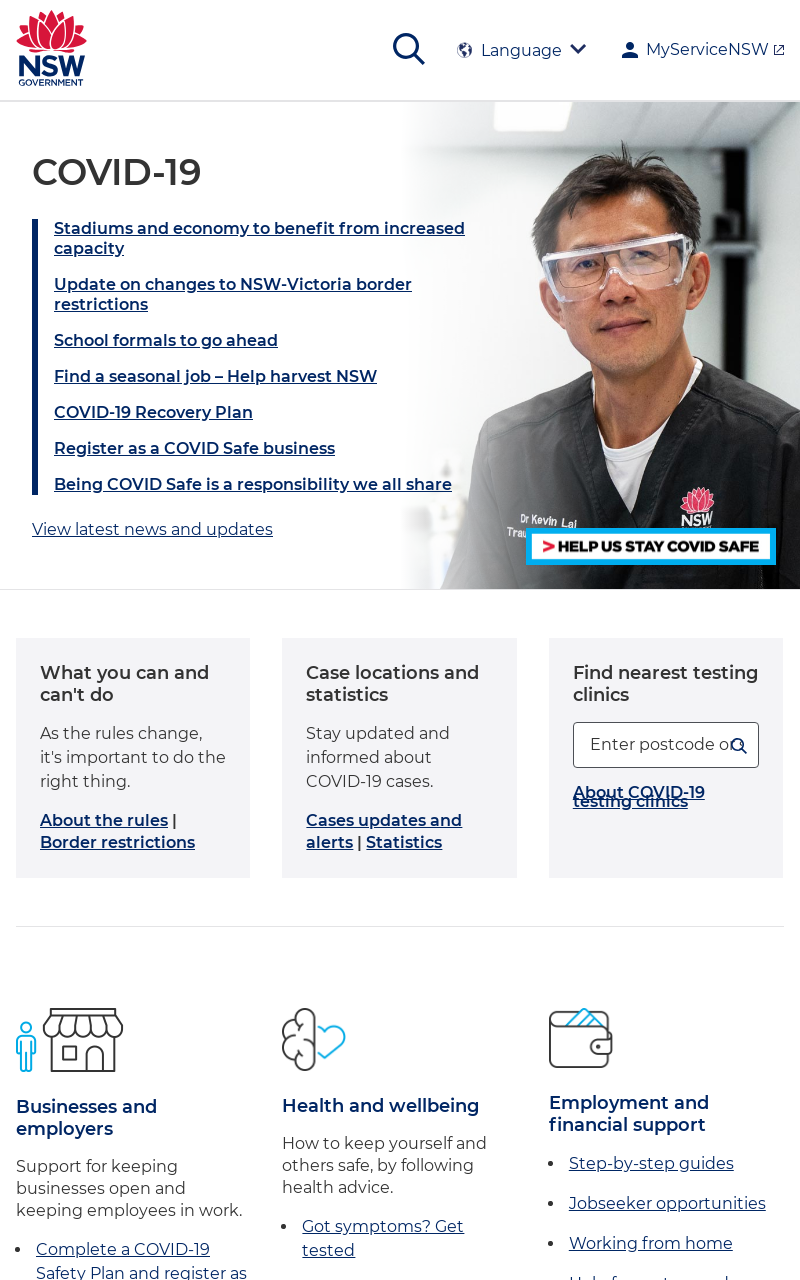 NSW
GOVERNMENT
Language
MyServiceNSW
COVID-19
Stadiums and economy to benefit from increased
capacity
Update on changes to NSW-Victoria border
restrictions
School formals to go ahead
Find a seasonal job – Help harvest NSW
COVID-19 Recovery Plan
Register as a COVID Safe business
Being COVID Safe is a responsibility we all share
View latest news and updates
Dr Kevin Lai
NSW
> HELP US STAY COVID SAFE
What you can and
can't do
As the rules change,
it's important to do the
right thing.
About the rules |
Border restrictions
Case locations and
statistics
Stay updated and
informed about
COVID-19 cases.
Cases updates and
alerts | Statistics
Find nearest testing
clinics
Enter postcode or
About COVID-19
testing clinics
Businesses and
employers
Support for keeping
businesses open and
keeping employees in work.
• Complete a COVID-19
Safety Plan and register as
Health and wellbeing
How to keep yourself and
others safe, by following
health advice.
• Got symptoms? Get
tested
Employment and
financial support
• Step-by-step guides
• Jobseeker opportunities
• Working from home